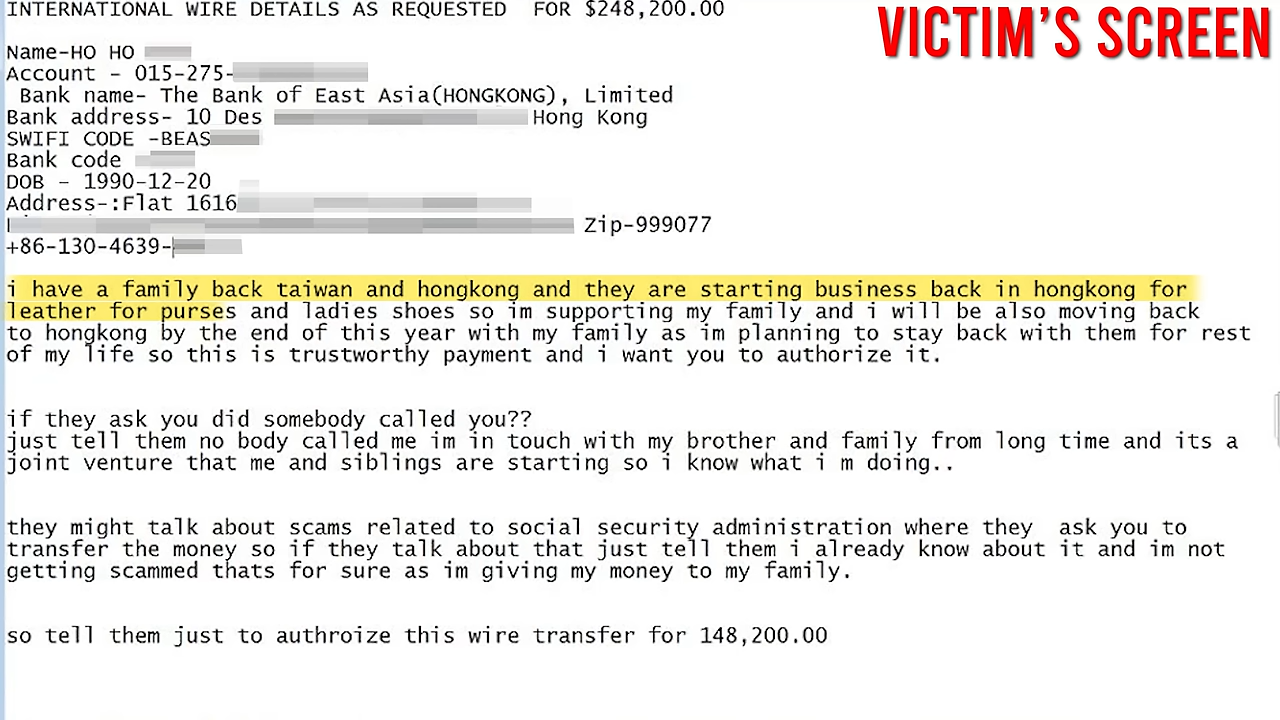 INTERNATIONAL WIRE DETAILS AS REQUESTED  FOR $248,200.00
VICTIM'S SCREEN
Name-HO HO
Account - 015-275-
Bank name- The Bank of East Asia(HONGKONG), Limited
Bank address- 10 Des Hong Kong
SWIFI CODE -BEAS
Bank code
DOB - 1990-12-20
Address-:Flat 1616
Zip-999077
+86-130-4639-
i have a family back taiwan and hongkong and they are starting business back in hongkong for
leather for purses and ladies shoes so im supporting my family and i will be also moving back
to hongkong by the end of this year with my family as im planning to stay back with them for rest
of my life so this is trustworthy payment and i want you to authorize it.
if they ask you did somebody called you??
just tell them no body called me im in touch with my brother and family from long time and its a
joint venture that me and siblings are starting so i know what i m doing..
they might talk about scams related to social security administration where they  ask you to
transfer the money so if they talk about that just tell them i already know about it and im not
getting scammed thats for sure as im giving my money to my family.
so tell them just to authroize this wire transfer for 148,200.00